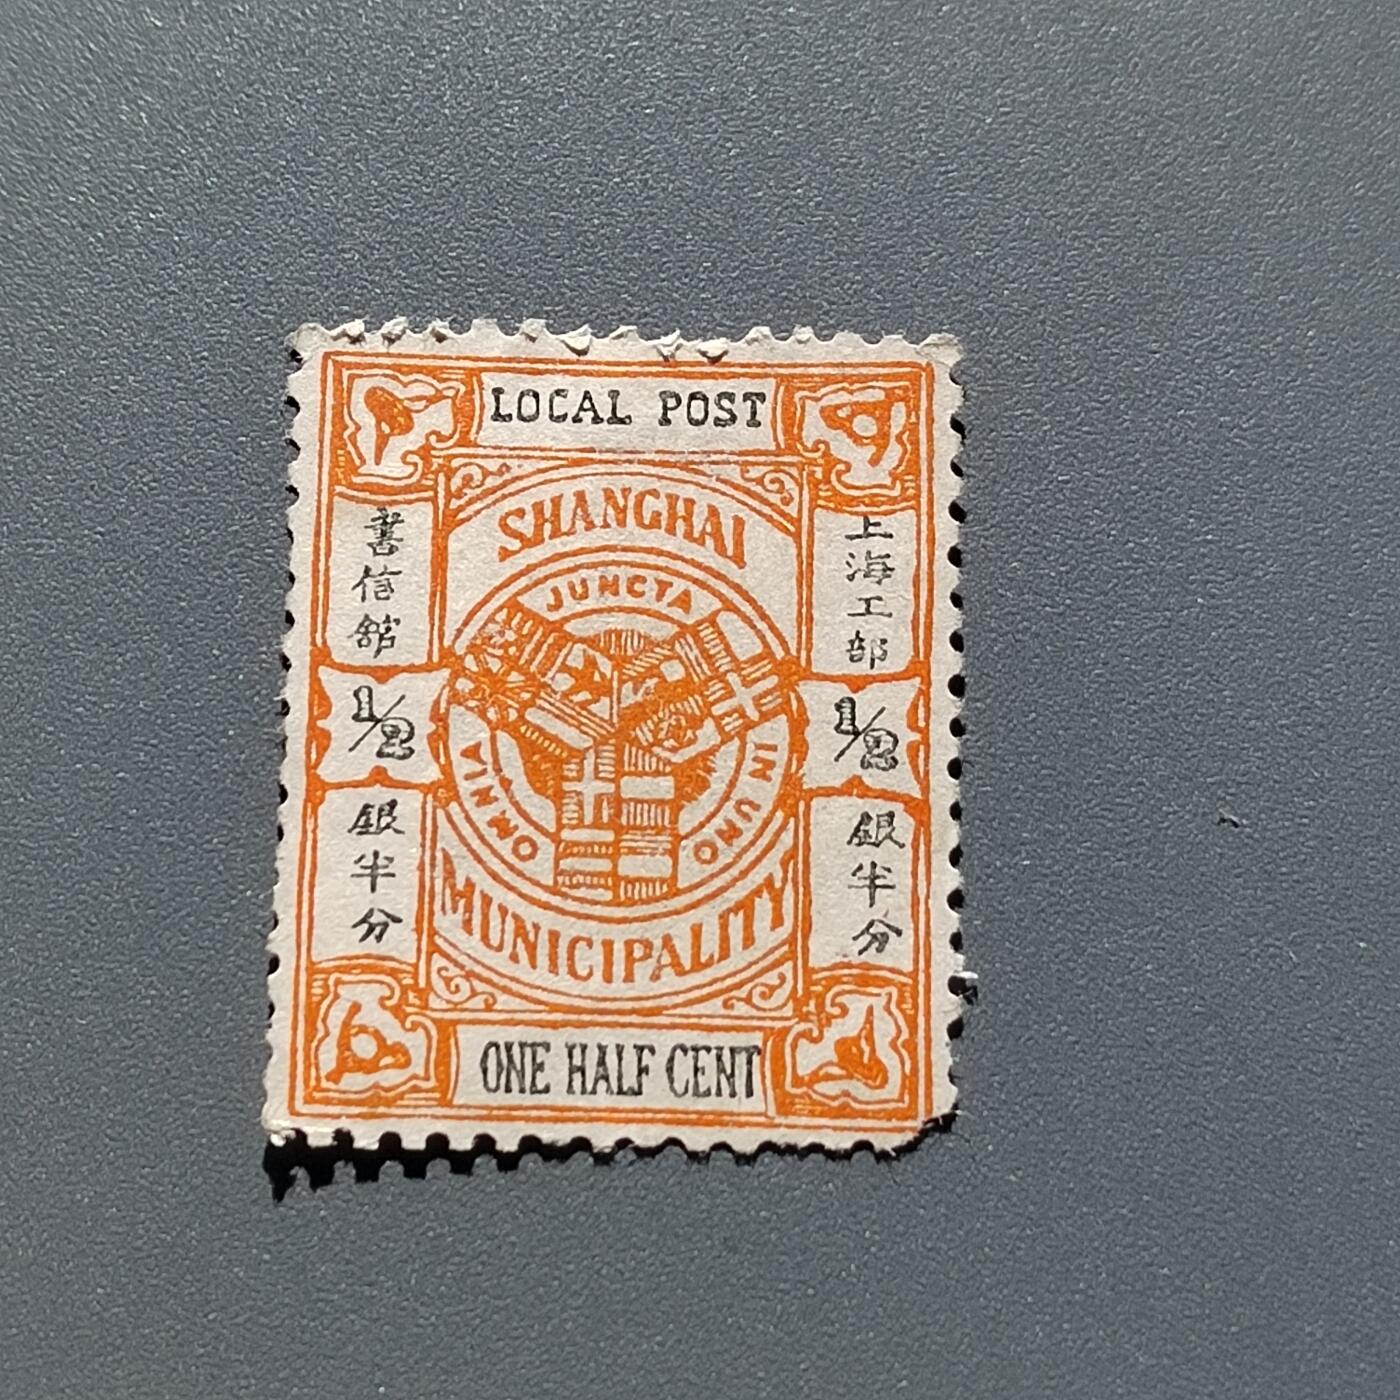 LOCAL POST
SHANGHAI
JUNCTA
IN UNO
OMNIA
上海工部
書信館
1/2
1/2
銀半分
銀半分
MUNICIPALITY
ONE HALF CENT